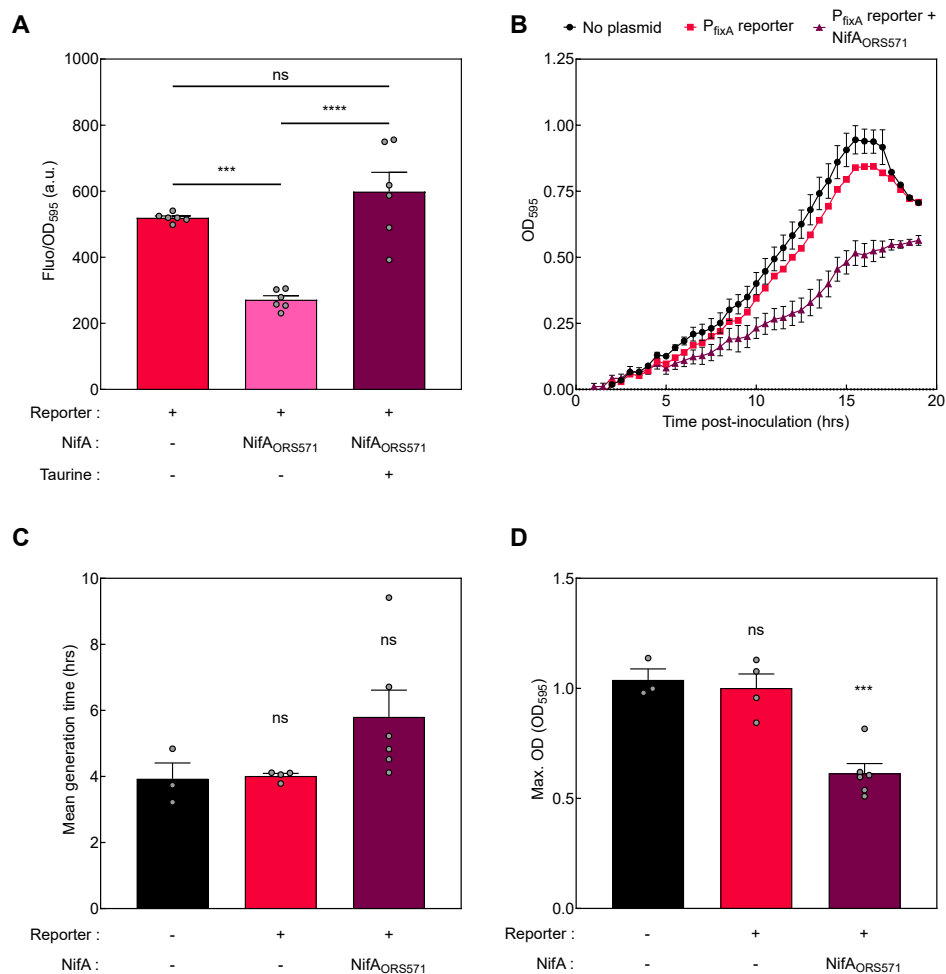 A
ns
****
***
1000
800
600
400
200
0
Fluo/OD595 (a.u.)
Reporter : + + +
NifA : - NifAORS571 NifAORS571
Taurine : - - +
B
No plasmid PfixA reporter PfixA reporter +
NifAORS571
1.00
0.75
0.50
0.25
0.00
OD595
0 5 10 15 20
Time post-inoculation (hrs)
C
10
8
6
4
2
0
Mean generation time (hrs)
ns
ns
Reporter : - + +
NifA : - - NifAORS571
D
1.5
1.0
0.5
0.0
Max. OD (OD595)
ns
***
Reporter : - + +
NifA : - - NifAORS571